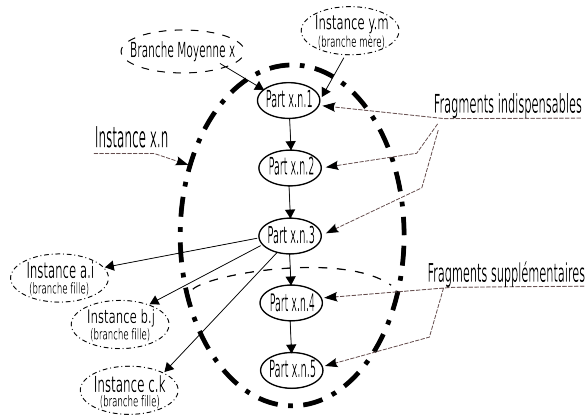 Instance y.m
(branche mère)
Branche Moyenne x
Part x.n.1
Fragments indispensables
Instance x.n
Part x.n.2
Part x.n.3
Instance a.i
(branche fille)
Fragments supplémentaires
Part x.n.4
Instance b.j
(branche fille)
Part x.n.5
Instance c.k
(branche fille)